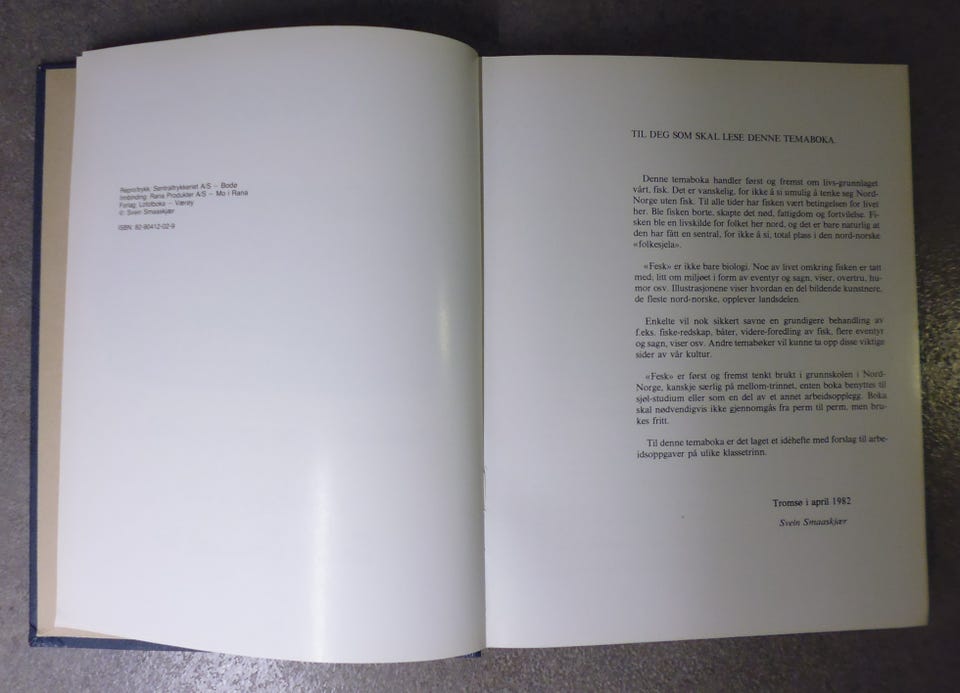 Repro/trykk: Sentraltrykkeriet A/S – Bodø
Innbinding: Rana Produkter A/S – Mo i Rana
Forlag: Lofotboka – Værøy
© Svein Smaaskjær
ISBN: 82-90412-02-9
TIL DEG SOM SKAL LESE DENNE TEMABOKA.
Denne temaboka handler først og fremst om livs-grunnlaget
vårt, fisk. Det er vanskelig, for ikke å si umulig å tenke seg Nord-
Norge uten fisk. Til alle tider har fisken vært betingelsen for livet
her. Ble fisken borte, skapte det nød, fattigdom og fortvilelse. Fi-
sken ble en livskilde for folket her nord, og det er bare naturlig at
den har fått en sentral, for ikke å si, total plass i den nord-norske
«folkesjela».
«Fesk» er ikke bare biologi. Noe av livet omkring fisken er tatt
med, litt om miljøet i form av eventyr og sagn, viser, overtru, hu-
mor osv. Illustrasjonene viser hvordan en del bildende kunstnere,
de fleste nord-norske, opplever landsdelen.
Enkelte vil nok sikkert savne en grundigere behandling av
f.eks. fiske-redskap, båter, videre-foredling av fisk, flere eventyr
og sagn, viser osv. Andre temabøker vil kunne ta opp disse viktige
sider av vår kultur.
«Fesk» er først og fremst tenkt brukt i grunnskolen i Nord-
Norge, kanskje særlig på mellom-trinnet, enten boka benyttes til
sjøl-studium eller som en del av et annet arbeidsopplegg. Boka
skal nødvendigvis ikke gjennomgås fra perm til perm, men bru-
kes fritt.
Til denne temaboka er det laget et idéhefte med forslag til arbe-
idsoppgaver på ulike klassetrinn.
Tromsø i april 1982
Svein Smaaskjær